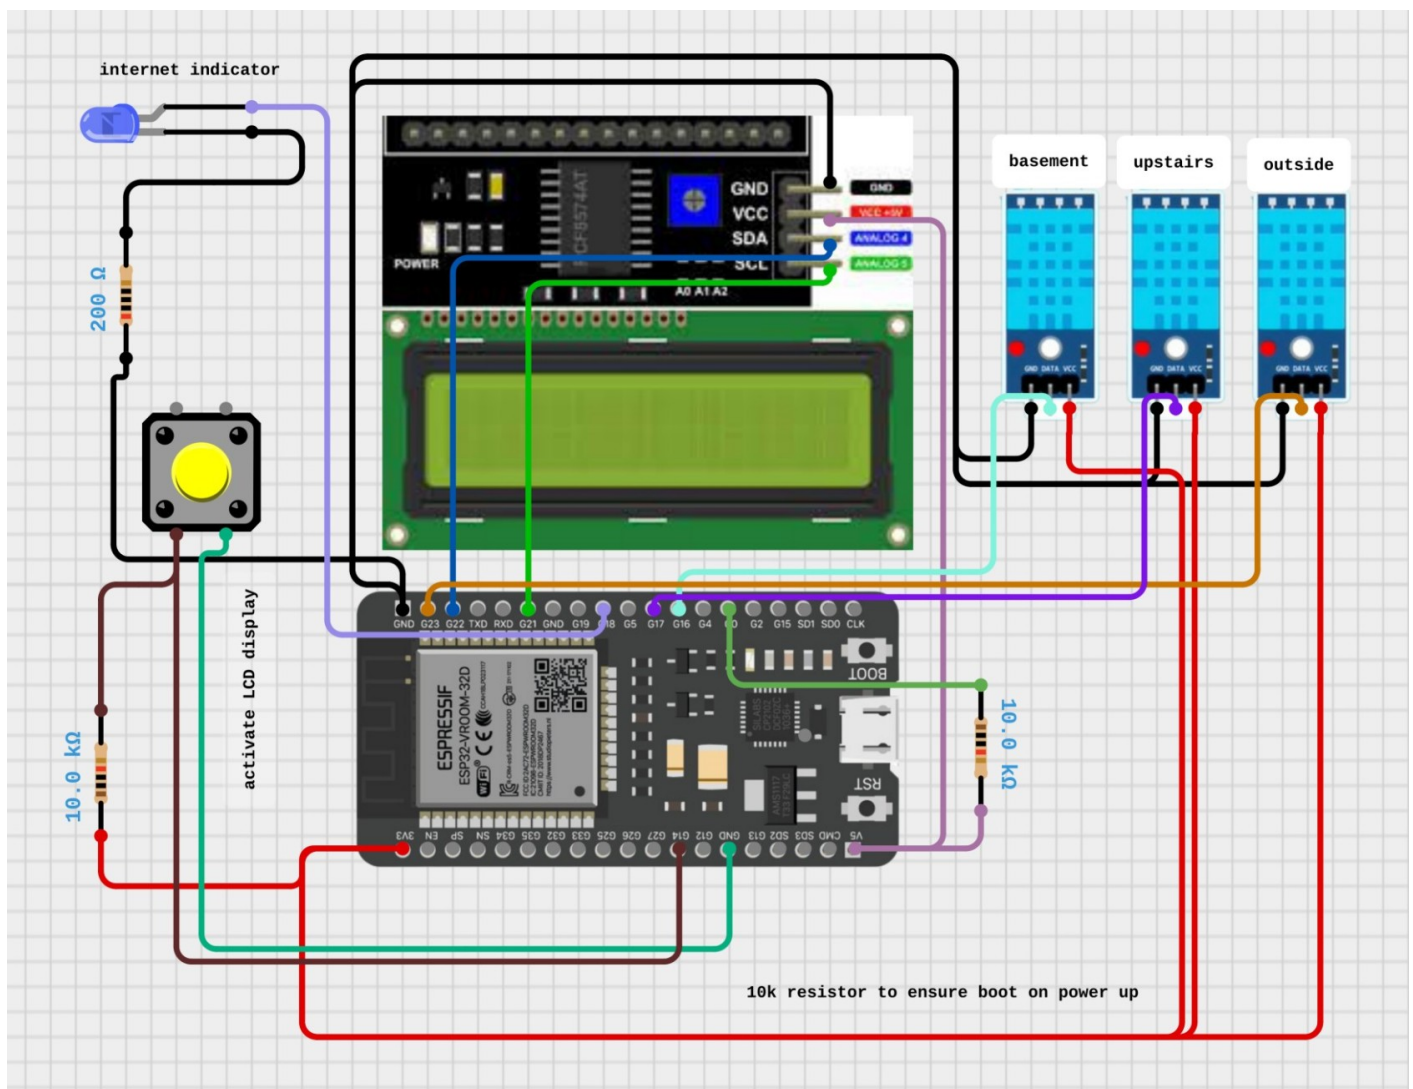 internet indicator
200 Ω
activate LCD display
10.0 kΩ
GND
VCC
SDA
SCL
POWER
A0 A1 A2
GND
VCC +5V
ANALOG 4
ANALOG 5
basement
upstairs
outside
GND DATA VCC
GND DATA VCC
GND DATA VCC
GND G23 G22 TXD RXD G21 GND G19 G18 G5 G17 G16 G4 G0 G2 G15 SD1 SD0 CLK
ESPRESSIF
ESP32-WROOM-32D
WiFi
CE
BOOT
RST
10.0 kΩ
3V3 EN SP SN G34 G35 G32 G33 G25 G26 G27 G14 G12 GND G13 SD2 SD3 CMD V5
10k resistor to ensure boot on power up